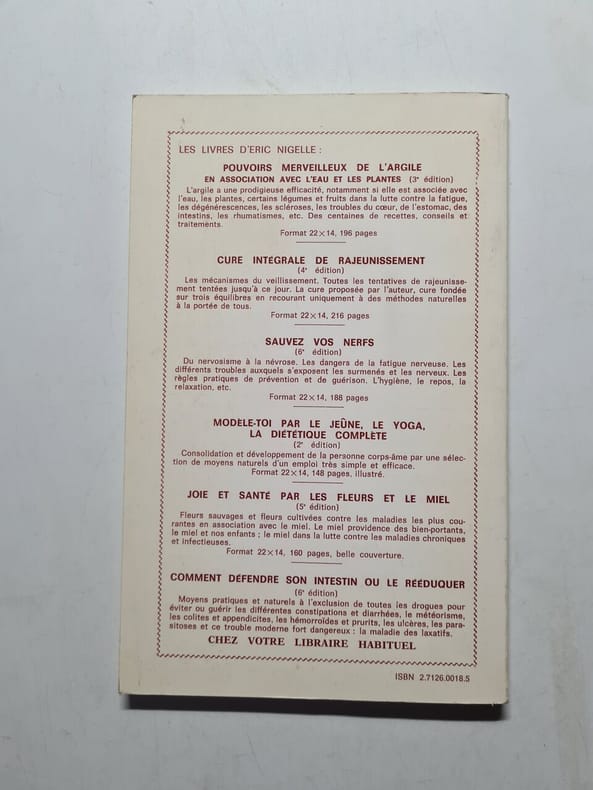 LES LIVRES D'ERIC NIGELLE :
POUVOIRS MERVEILLEUX DE L'ARGILE
EN ASSOCIATION AVEC L'EAU ET LES PLANTES (3e édition)
L'argile a une prodigieuse efficacité, notamment si elle est associée avec
l'eau, les plantes, certains légumes et fruits dans la lutte contre la fatigue,
les dégénérescences, les scléroses, les troubles du cœur, de l'estomac, des
intestins, les rhumatismes, etc. Des centaines de recettes, conseils et
traitements.
Format 22×14, 196 pages
CURE INTÉGRALE DE RAJEUNISSEMENT
(4e édition)
Les mécanismes du veillissement. Toutes les tentatives de rajeunisse-
ment tentées jusqu'à ce jour. La cure proposée par l'auteur, cure fondée
sur trois équilibres en recourant uniquement à des méthodes naturelles
à la portée de tous.
Format 22×14, 216 pages
SAUVEZ VOS NERFS
(6e édition)
Du nervosisme à la névrose. Les dangers de la fatigue nerveuse. Les
différents troubles auxquels s'exposent les surmenés et les nerveux. Les
règles pratiques de prévention et de guérison. L'hygiène, le repos, la
relaxation, etc.
Format 22×14, 188 pages
MODÈLE-TOI PAR LE JEÛNE, LE YOGA,
LA DIÉTÉTIQUE COMPLÈTE
(2e édition)
Consolidation et développement de la personne corps-âme par une sélec-
tion de moyens naturels d'un emploi très simple et efficace.
Format 22×14, 148 pages, illustré.
JOIE ET SANTÉ PAR LES FLEURS ET LE MIEL
(5e édition)
Fleurs sauvages et fleurs cultivées contre les maladies les plus cou-
rantes en association avec le miel. Le miel providence des bien-portants,
le miel et nos enfants ; le miel dans la lutte contre les maladies chroniques
et infectieuses.
Format 22×14, 160 pages, belle couverture.
COMMENT DÉFENDRE SON INTESTIN OU LE RÉÉDUQUER
(6e édition)
Moyens pratiques et naturels à l'exclusion de toutes les drogues pour
éviter ou guérir les différentes constipations et diarrhées, le météorisme,
les colites et appendicites, les hémorroïdes et prurits, les ulcères, les para-
sitoses et ce trouble moderne fort dangereux : la maladie des laxatifs.
CHEZ VOTRE LIBRAIRE HABITUEL
ISBN 2.7126.0018.5